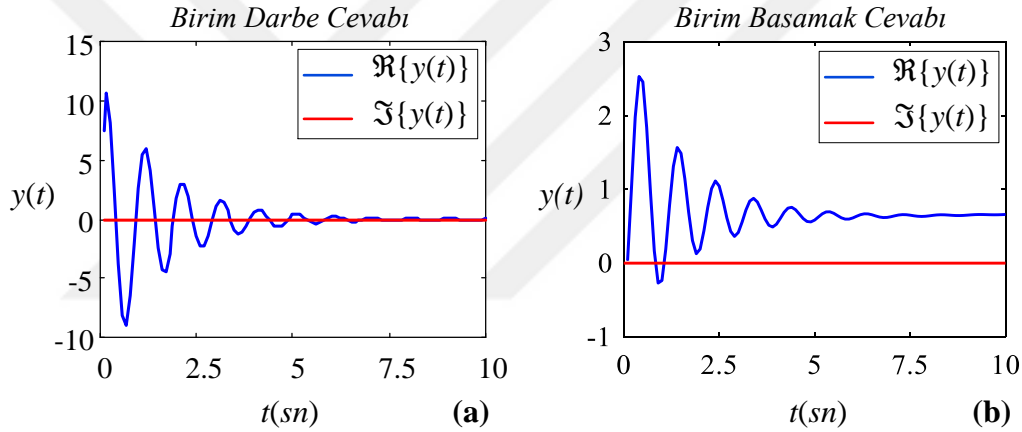 Birim Darbe Cevabı
15
10
5
0
-5
-10
y(t)
ℜ{y(t)}
ℑ{y(t)}
0 2.5 5 7.5 10
t(sn) (a)
Birim Basamak Cevabı
3
2
1
0
-1
y(t)
ℜ{y(t)}
ℑ{y(t)}
0 2.5 5 7.5 10
t(sn) (b)